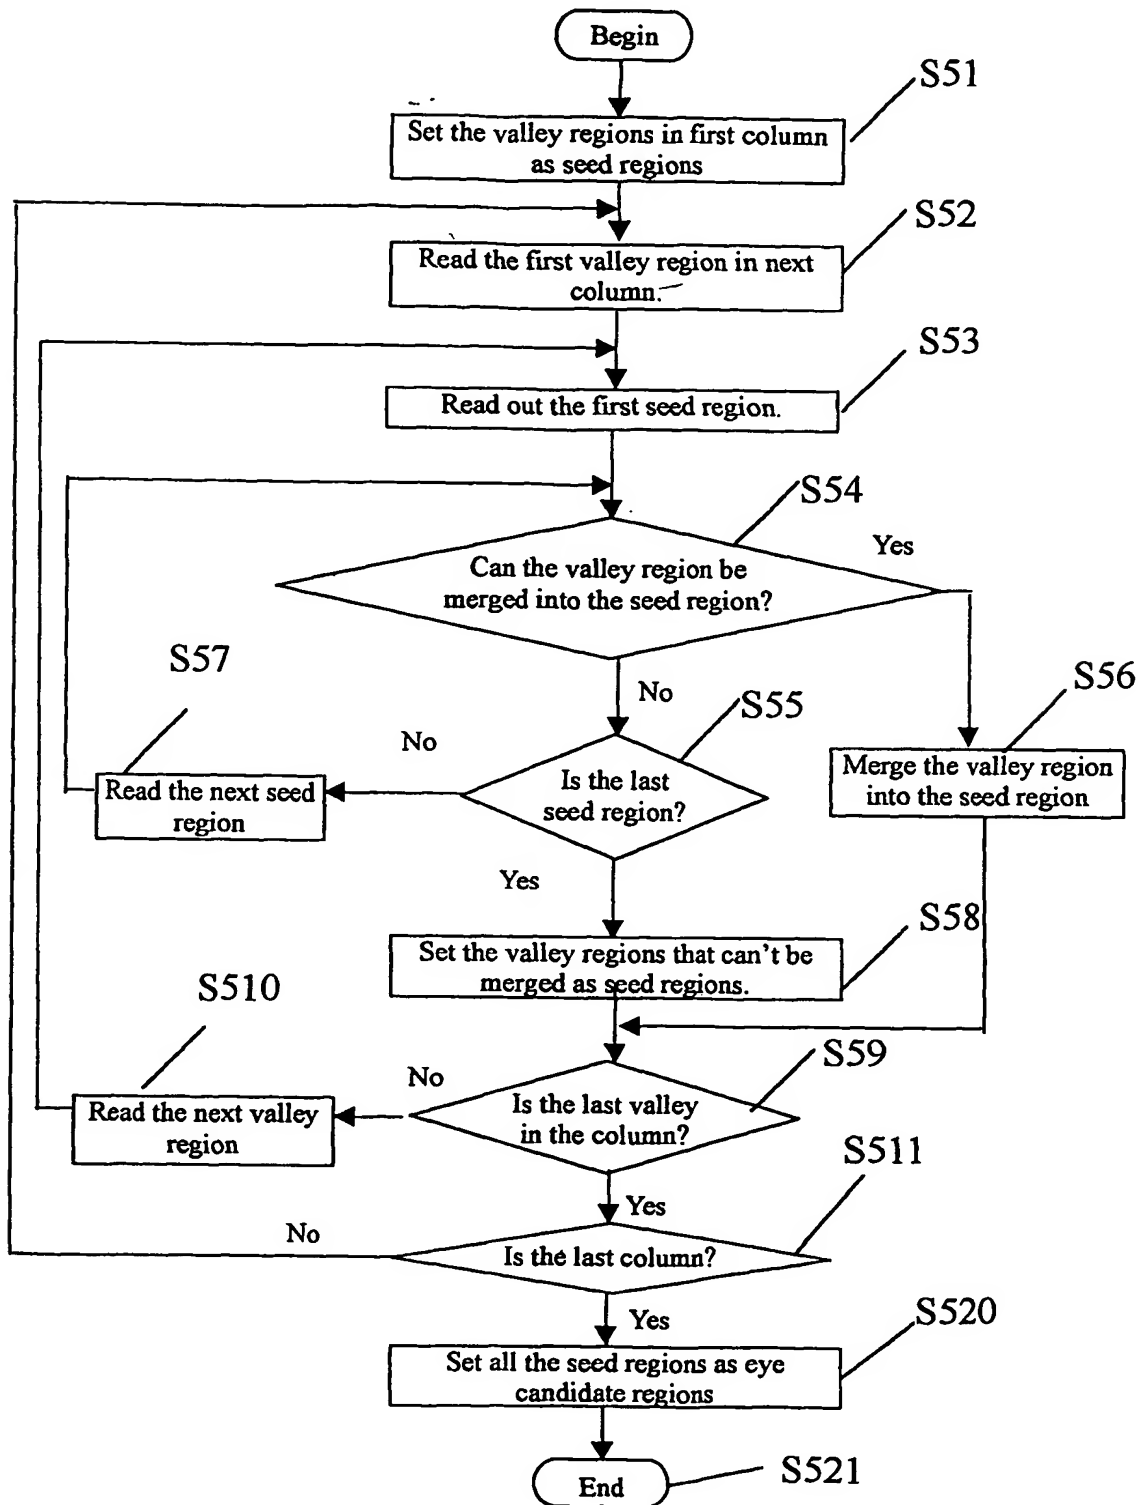 Begin
S51
Set the valley regions in first column
as seed regions
S52
Read the first valley region in next
column.
S53
Read out the first seed region.
S54
Yes
Can the valley region be
merged into the seed region?
S57
No
S55
S56
No
Read the next seed
region
Is the last
seed region?
Merge the valley region
into the seed region
Yes
S58
Set the valley regions that can't be
merged as seed regions.
S510
S59
No
Read the next valley
region
Is the last valley
in the column?
S511
Yes
No
Is the last column?
Yes
S520
Set all the seed regions as eye
candidate regions
S521
End